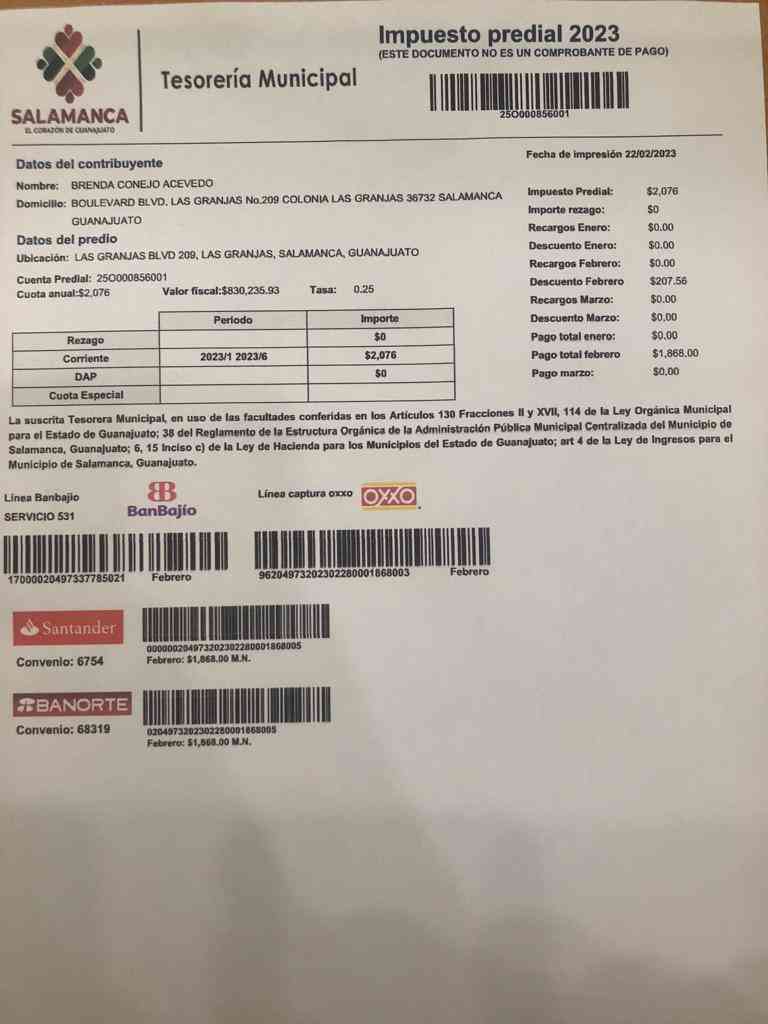 SALAMANCA
EL CORAZÓN DE GUANAJUATO
Tesorería Municipal
Impuesto predial 2023
(ESTE DOCUMENTO NO ES UN COMPROBANTE DE PAGO)
25O000856001
Fecha de impresión 22/02/2023
Datos del contribuyente
Nombre: BRENDA CONEJO ACEVEDO
Domicilio: BOULEVARD BLVD. LAS GRANJAS No.209 COLONIA LAS GRANJAS 36732 SALAMANCA
GUANAJUATO
Datos del predio
Ubicación: LAS GRANJAS BLVD 209, LAS GRANJAS, SALAMANCA, GUANAJUATO
Cuenta Predial: 25O000856001
Cuota anual:$2,076 Valor fiscal:$830,235.93 Tasa: 0.25
Impuesto Predial: $2,076
Importe rezago: $0
Recargos Enero: $0.00
Descuento Enero: $0.00
Recargos Febrero: $0.00
Descuento Febrero $207.56
Recargos Marzo: $0.00
Descuento Marzo: $0.00
Pago total enero: $0.00
Pago total febrero $1,868.00
Pago marzo: $0.00
Periodo Importe
Rezago $0
Corriente 2023/1 2023/6 $2,076
DAP $0
Cuota Especial
La suscrita Tesorera Municipal, en uso de las facultades conferidas en los Artículos 130 Fracciones II y XVII, 114 de la Ley Orgánica Municipal
para el Estado de Guanajuato; 38 del Reglamento de la Estructura Orgánica de la Administración Pública Municipal Centralizada del Municipio de
Salamanca, Guanajuato; 6, 15 Inciso c) de la Ley de Hacienda para los Municipios del Estado de Guanajuato; art 4 de la Ley de Ingresos para el
Municipio de Salamanca, Guanajuato.
Línea Banbajio
SERVICIO 531
BanBajío
Línea captura oxxo
OXXO
17000020497337785021 Febrero
96204973202302280001868003 Febrero
Santander
Convenio: 6754
0000002049732023022800018680​05
Febrero: $1,868.00 M.N.
BANORTE
Convenio: 68319
0204973202302280001868005
Febrero: $1,868.00 M.N.